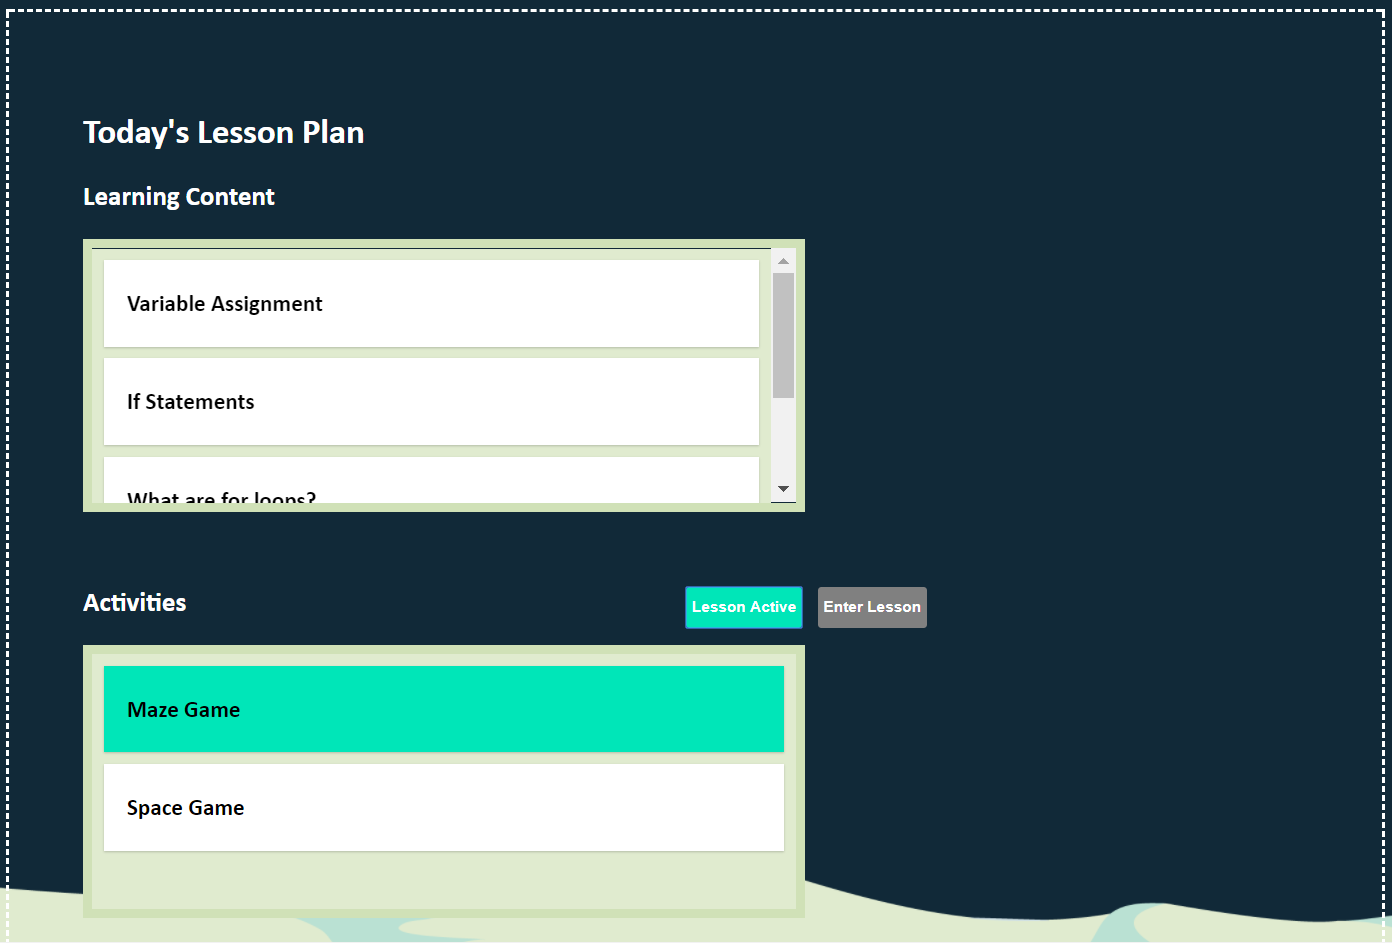 Today's Lesson Plan
Learning Content
Variable Assignment
If Statements
What are for loops?
Activities
Lesson Active
Enter Lesson
Maze Game
Space Game